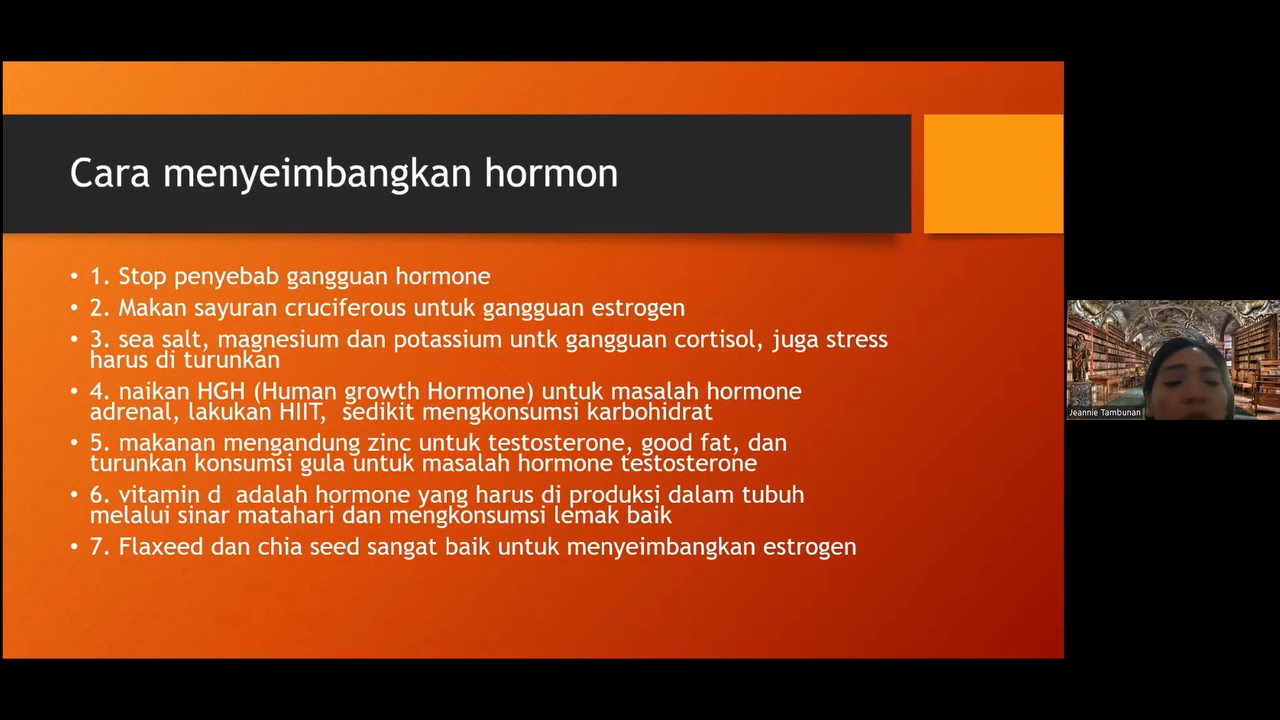 Cara menyeimbangkan hormon
• 1. Stop penyebab gangguan hormone
• 2. Makan sayuran cruciferous untuk gangguan estrogen
• 3. sea salt, magnesium dan potassium untk gangguan cortisol, juga stress
harus di turunkan
• 4. naikan HGH (Human growth Hormone) untuk masalah hormone
adrenal, lakukan HIIT,  sedikit mengkonsumsi karbohidrat
• 5. makanan mengandung zinc untuk testosterone, good fat, dan
turunkan konsumsi gula untuk masalah hormone testosterone
• 6. vitamin d  adalah hormone yang harus di produksi dalam tubuh
melalui sinar matahari dan mengkonsumsi lemak baik
• 7. Flaxeed dan chia seed sangat baik untuk menyeimbangkan estrogen
Jeannie Tambunan